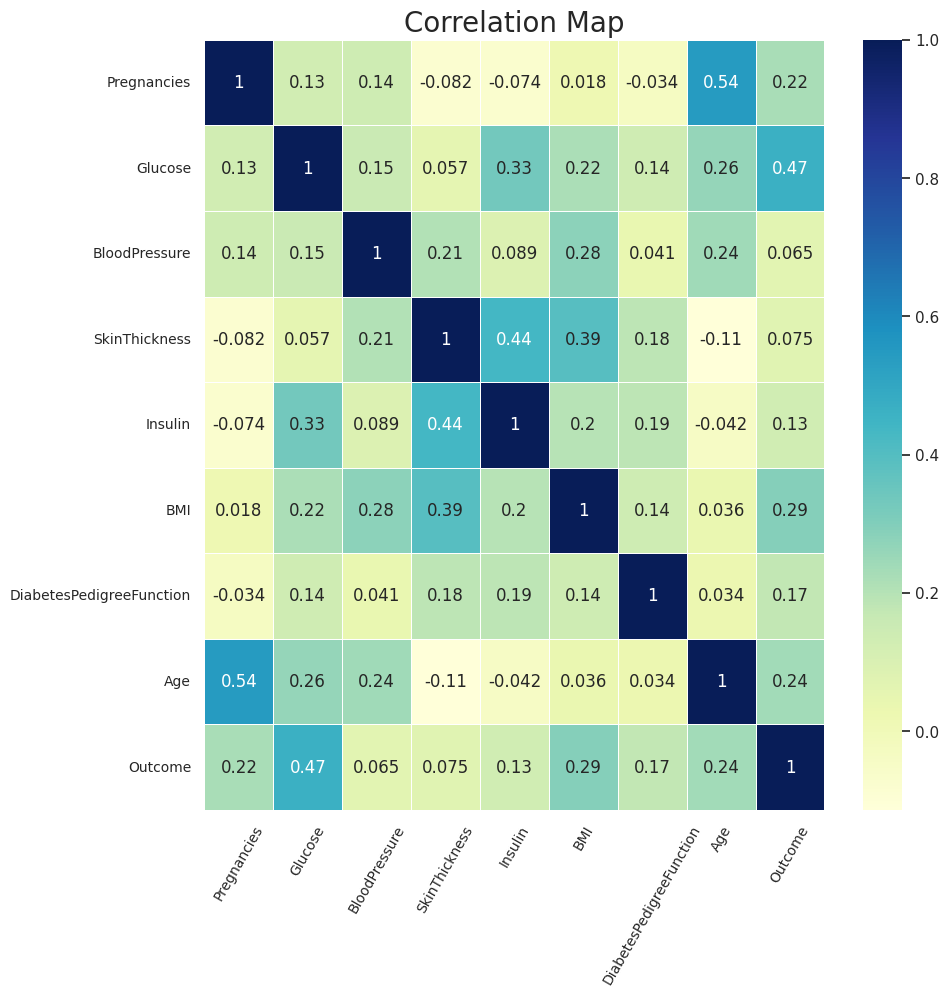 Correlation Map
Pregnancies 1 0.13 0.14 -0.082 -0.074 0.018 -0.034 0.54 0.22
Glucose 0.13 1 0.15 0.057 0.33 0.22 0.14 0.26 0.47
BloodPressure 0.14 0.15 1 0.21 0.089 0.28 0.041 0.24 0.065
SkinThickness -0.082 0.057 0.21 1 0.44 0.39 0.18 -0.11 0.075
Insulin -0.074 0.33 0.089 0.44 1 0.2 0.19 -0.042 0.13
BMI 0.018 0.22 0.28 0.39 0.2 1 0.14 0.036 0.29
DiabetesPedigreeFunction -0.034 0.14 0.041 0.18 0.19 0.14 1 0.034 0.17
Age 0.54 0.26 0.24 -0.11 -0.042 0.036 0.034 1 0.24
Outcome 0.22 0.47 0.065 0.075 0.13 0.29 0.17 0.24 1
Pregnancies Glucose BloodPressure SkinThickness Insulin BMI DiabetesPedigreeFunction Age Outcome
1.0
0.8
0.6
0.4
0.2
0.0